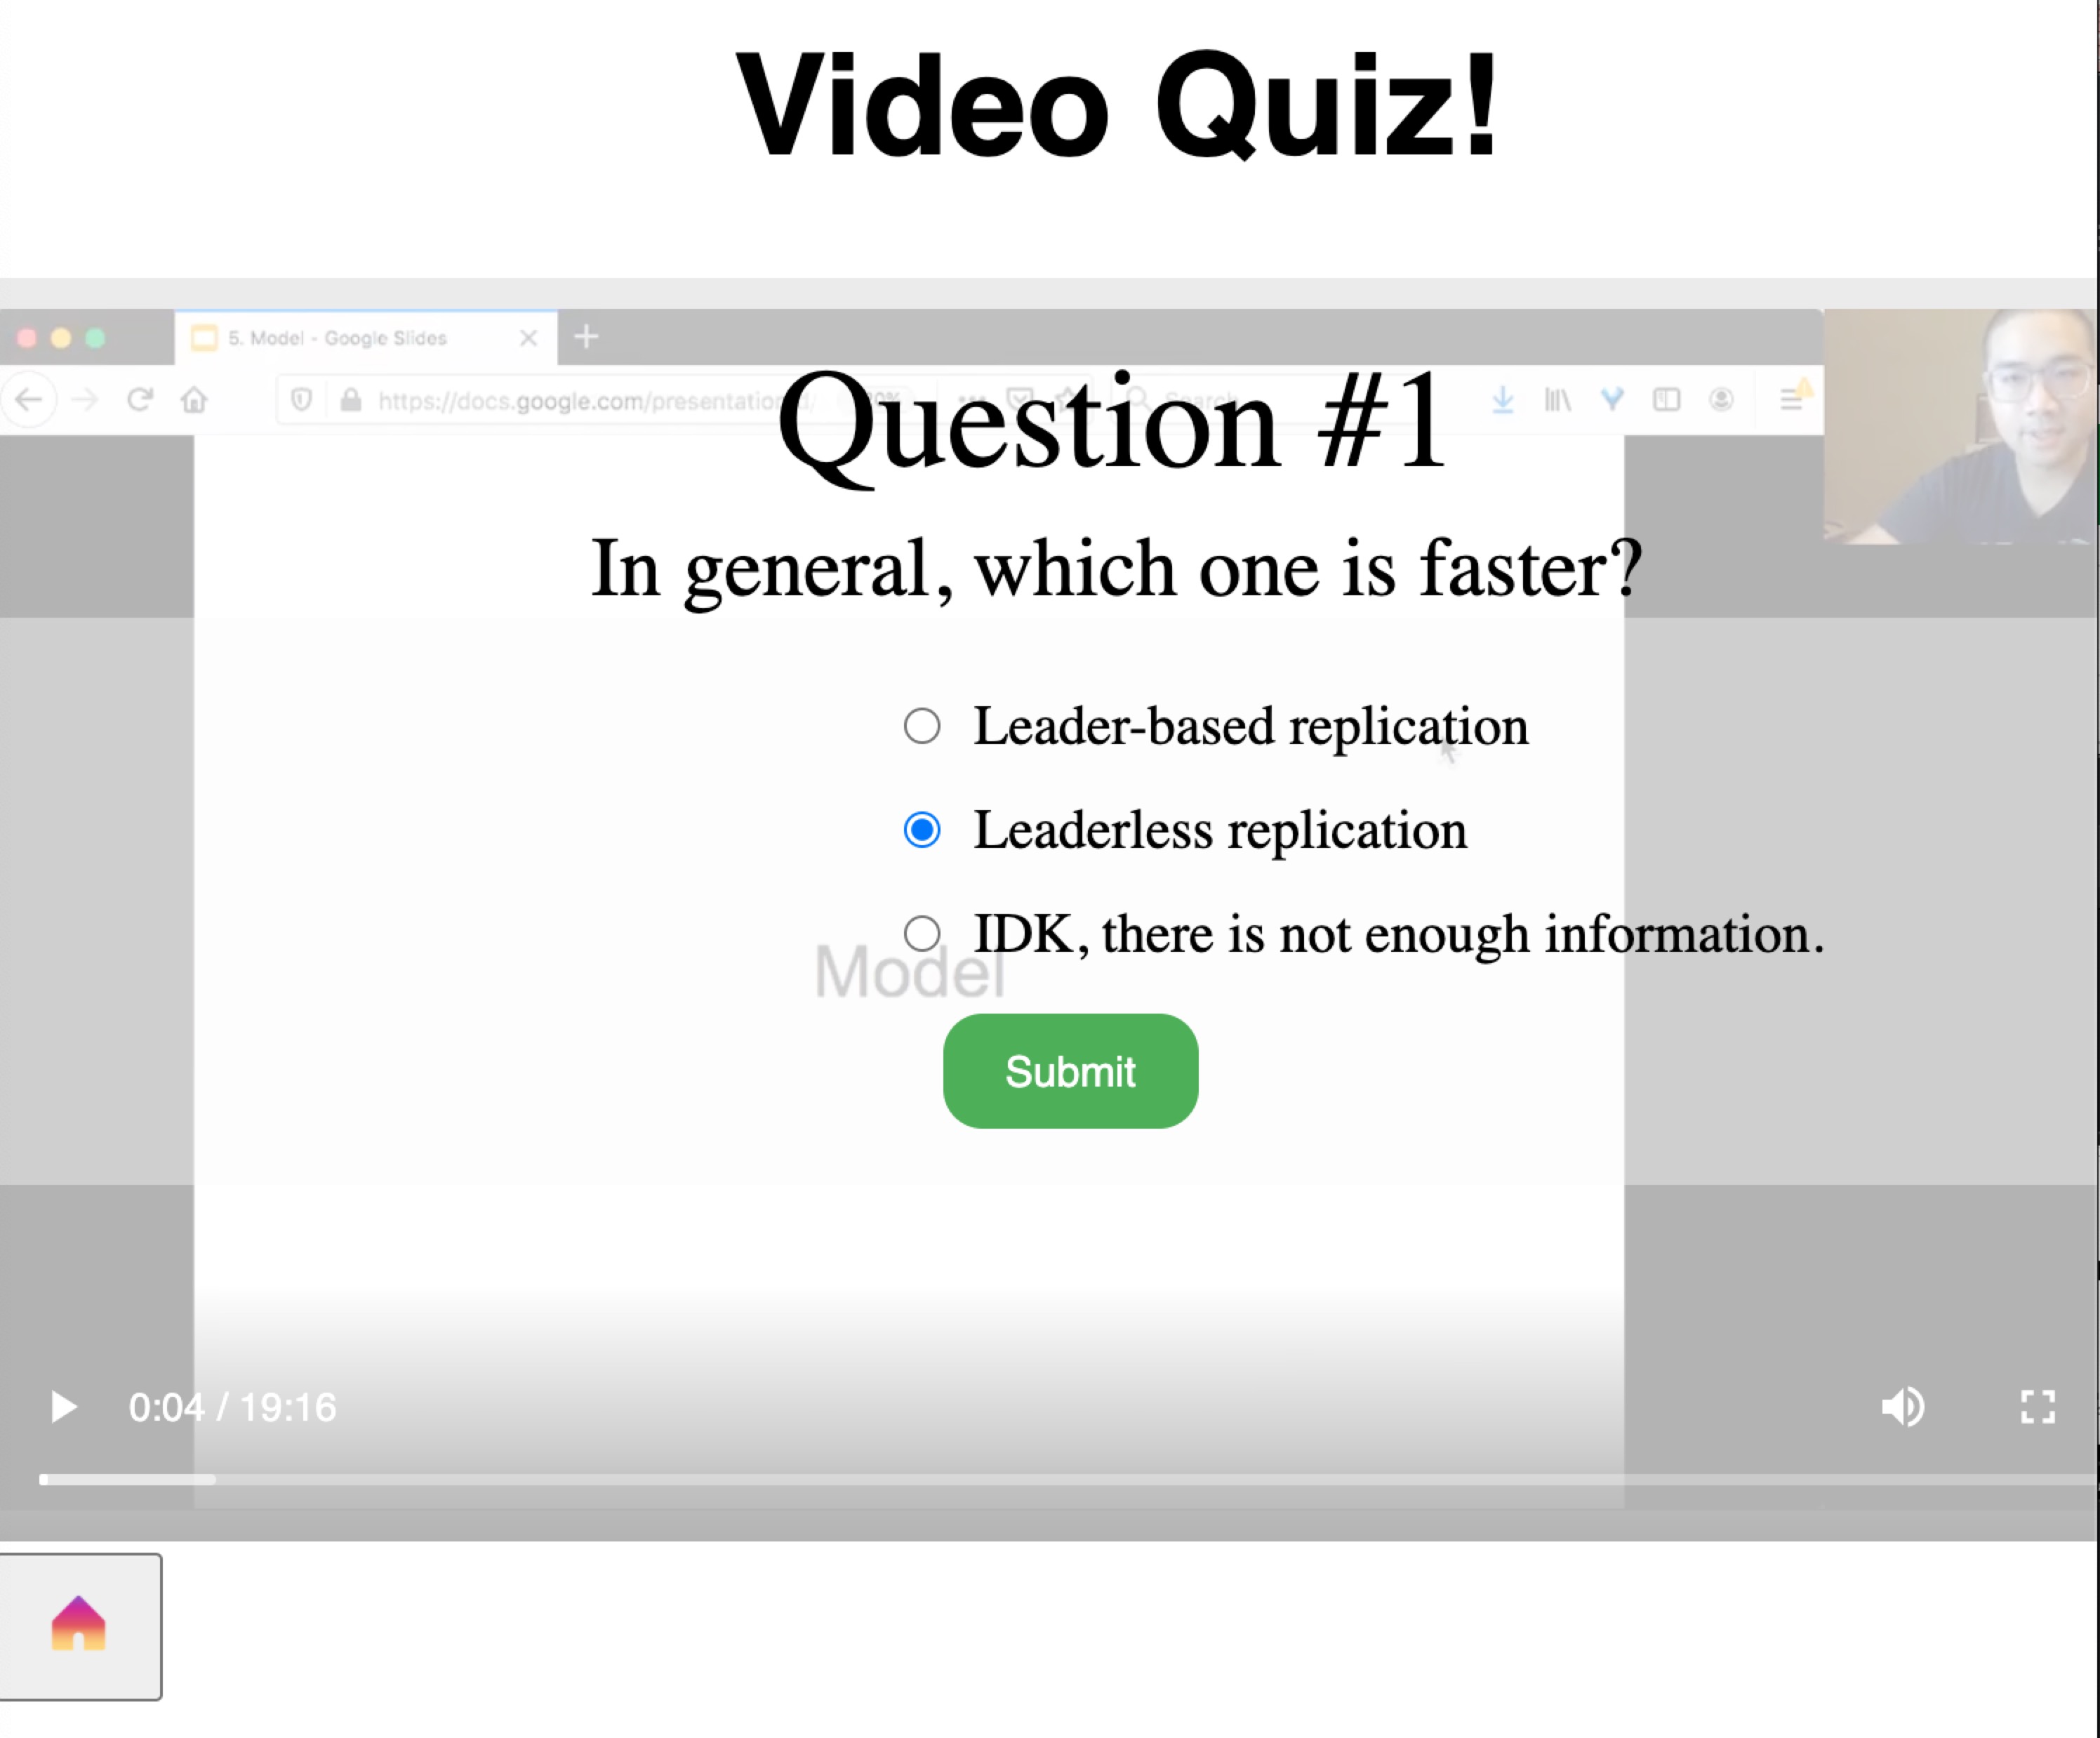 Video Quiz!
5. Model - Google Slides
https://docs.google.com/presentation
Search
Question #1
In general, which one is faster?
Leader-based replication
Leaderless replication
IDK, there is not enough information.
Model
Submit
0:04 / 19:16